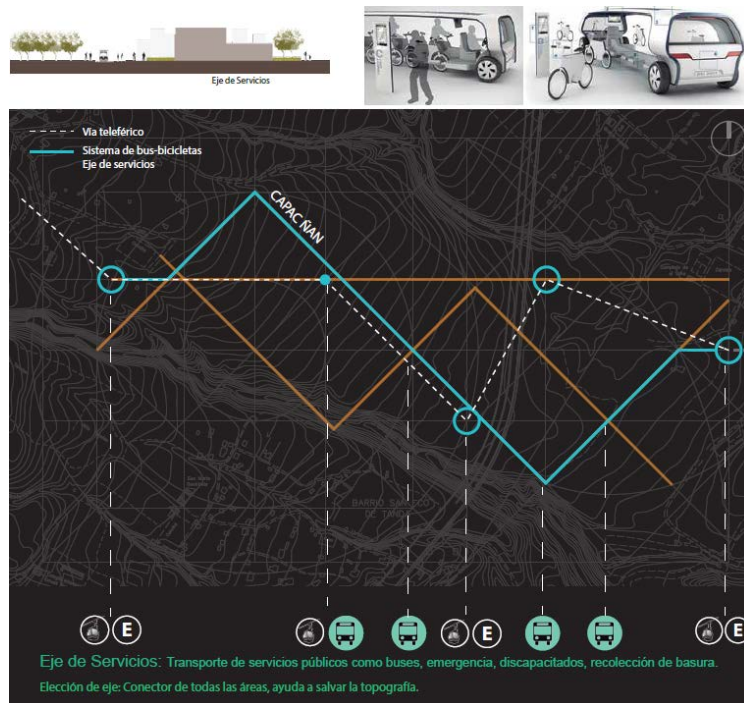 Eje de Servicios
Vía teleférico
Sistema de bus-bicicletas
Eje de servicios
CAPAC ÑAN
E
E
E
Eje de Servicios: Transporte de servicios públicos como buses, emergencia, discapacitados, recolección de basura.
Elección de eje: Conector de todas las áreas, ayuda a salvar la topografía.